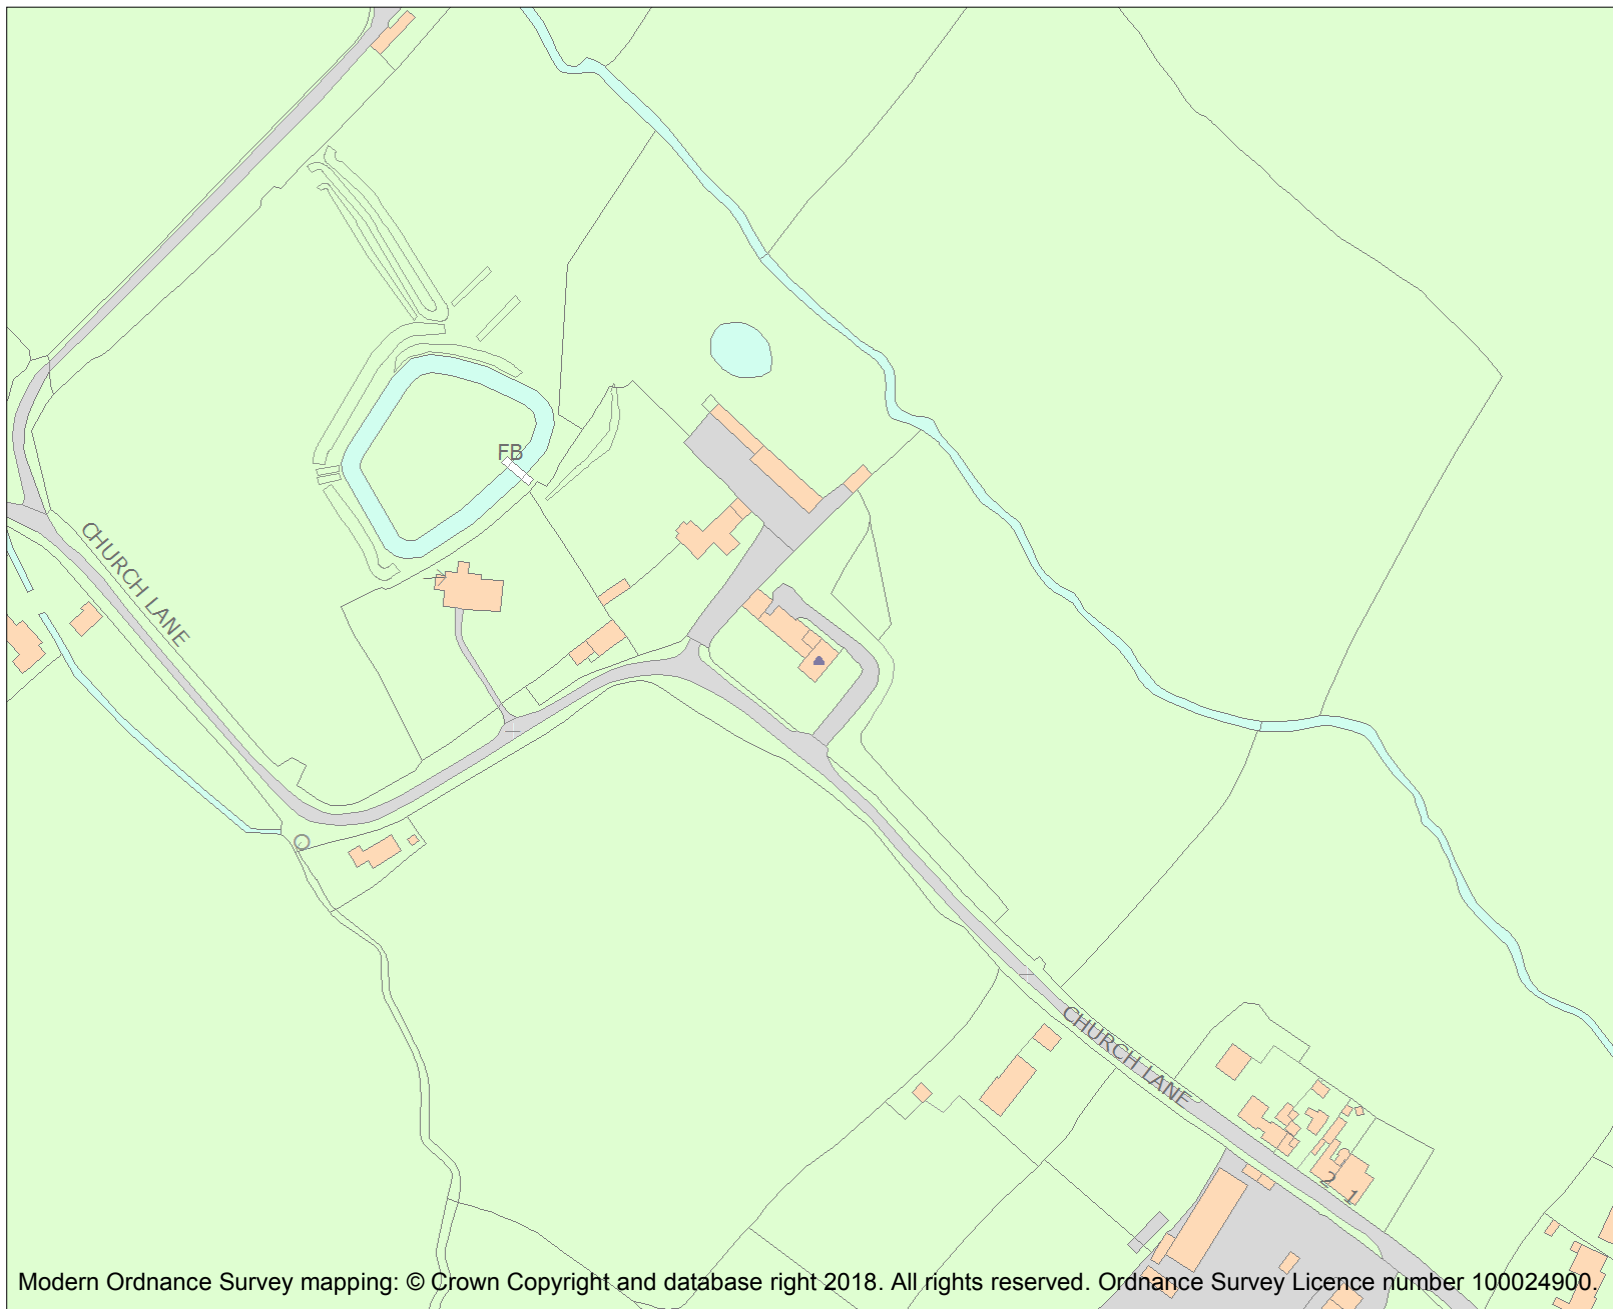 FB
CHURCH LANE
CHURCH LANE
2
1
Modern Ordnance Survey mapping: © Crown Copyright and database right 2018. All rights reserved. Ordnance Survey Licence number 100024900.